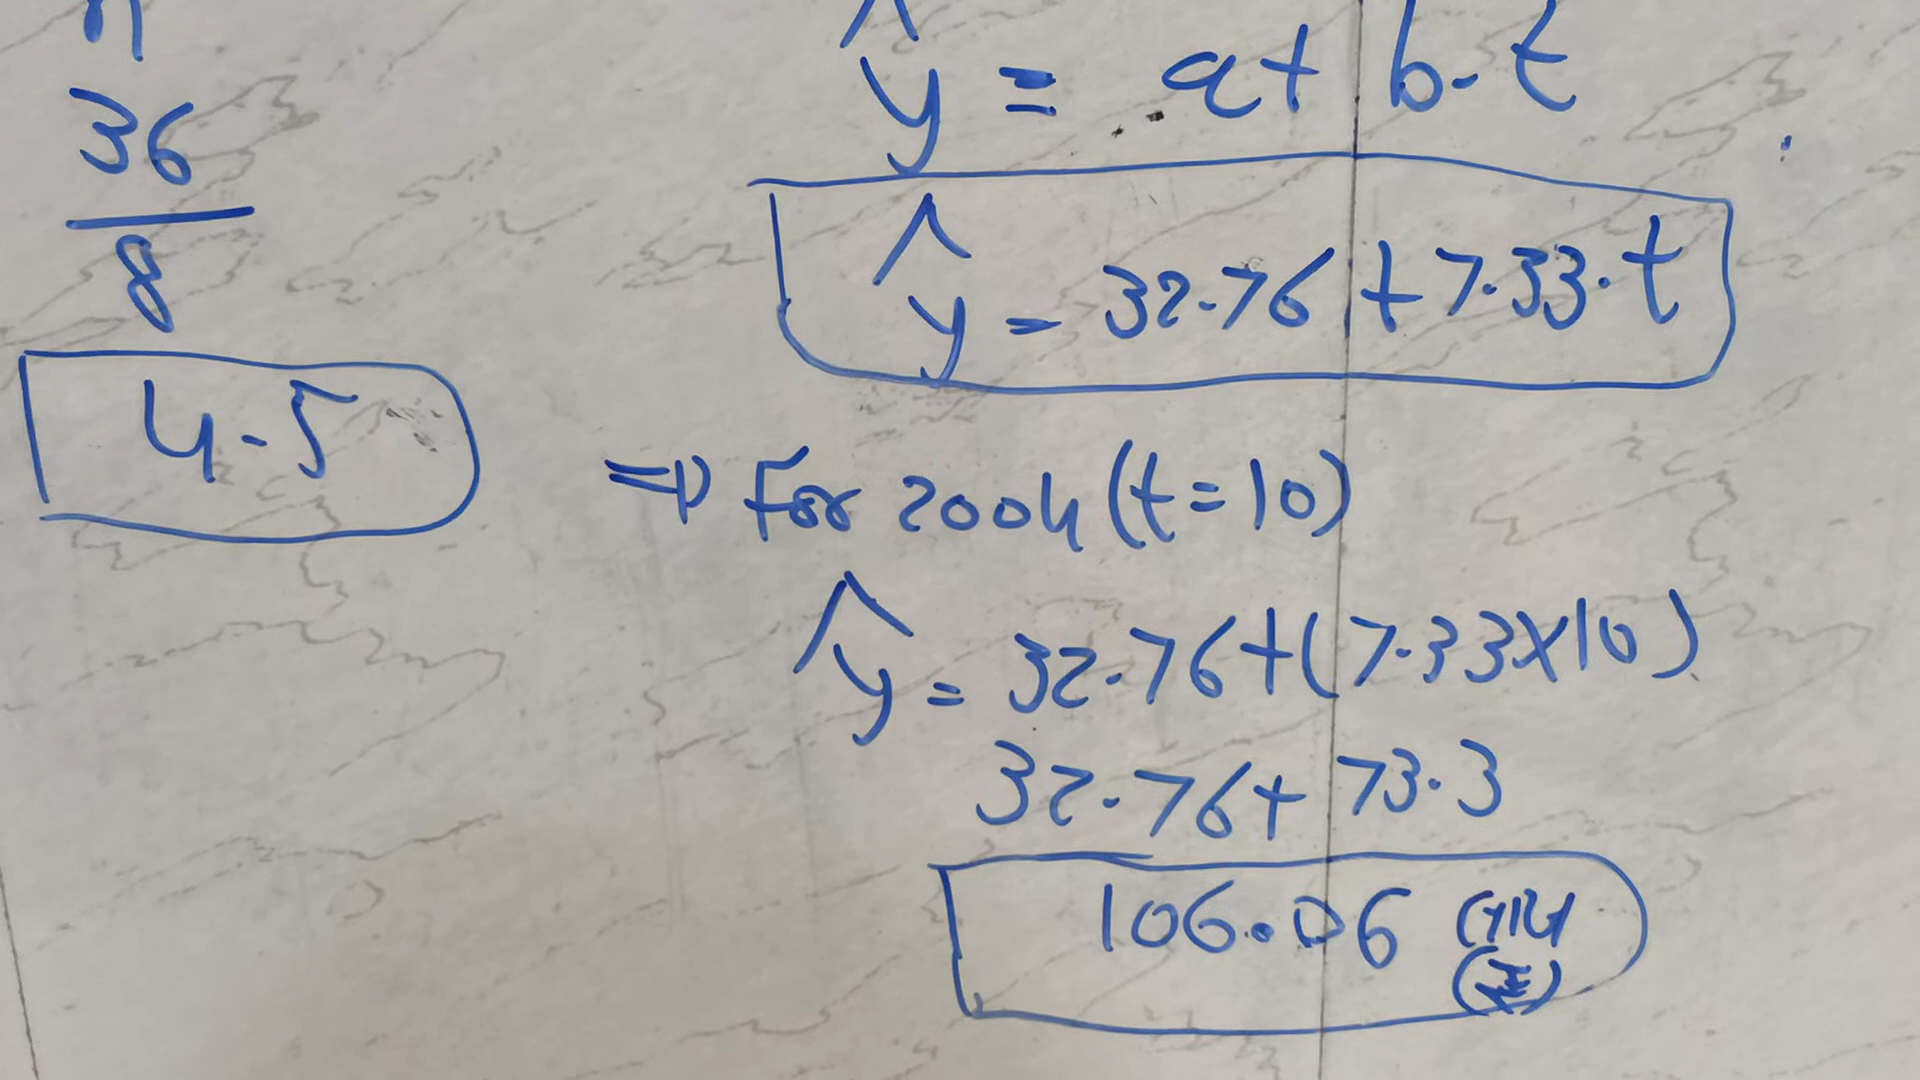 36
8
4.5
ŷ = a + b.t
ŷ = 32.76 + 7.33.t
⇒ For 2004 (t=10)
ŷ = 32.76 + (7.33×10)
32.76 + 73.3
106.06